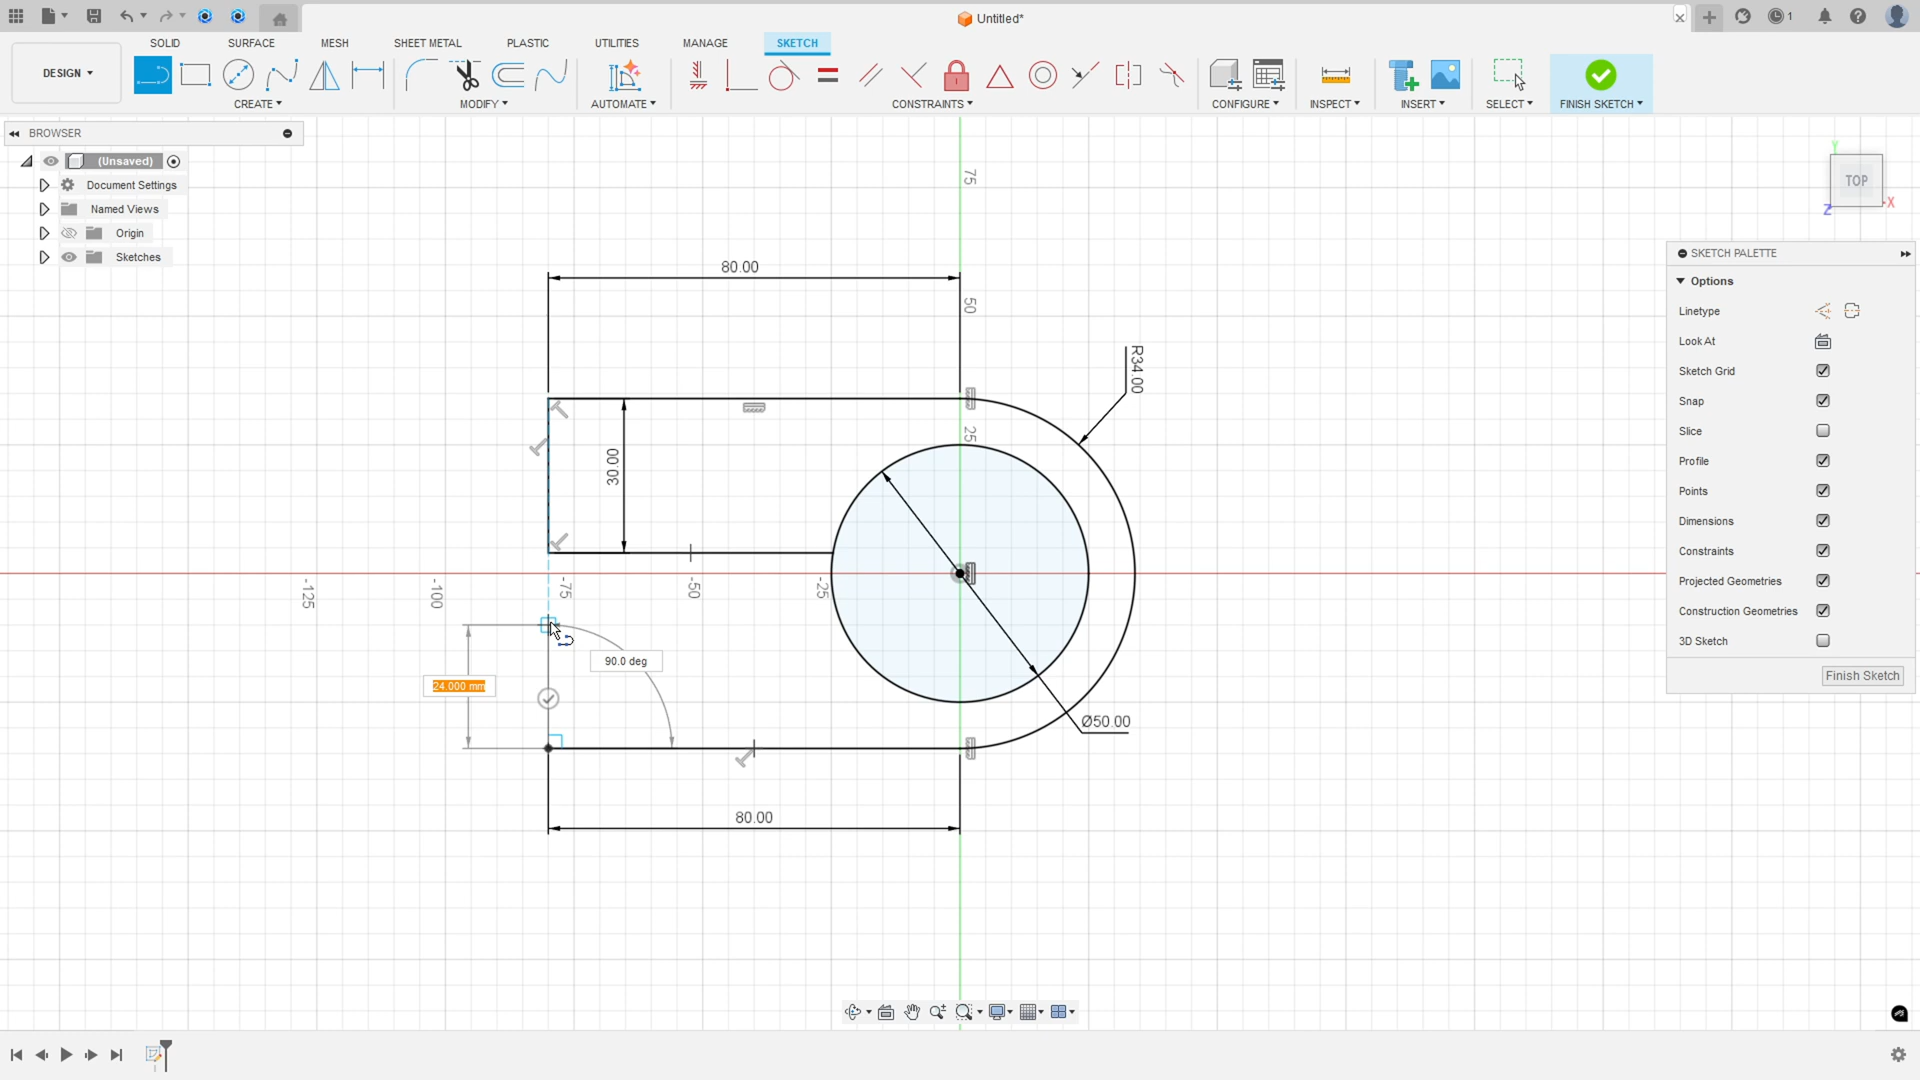 Untitled*
1
SOLID
SURFACE
MESH
SHEET METAL
PLASTIC
UTILITIES
MANAGE
SKETCH
DESIGN
CREATE
MODIFY
AUTOMATE
CONSTRAINTS
CONFIGURE
INSPECT
INSERT
SELECT
FINISH SKETCH
BROWSER
(Unsaved)
Document Settings
Named Views
Origin
Sketches
TOP
Y
X
Z
SKETCH PALETTE
Options
Linetype
Look At
Sketch Grid
Snap
Slice
Profile
Points
Dimensions
Constraints
Projected Geometries
Construction Geometries
3D Sketch
Finish Sketch
75
80.00
50
R34.00
25
30.00
-125
-100
-75
-50
-25
90.0 deg
24.000 mm
Ø50.00
80.00